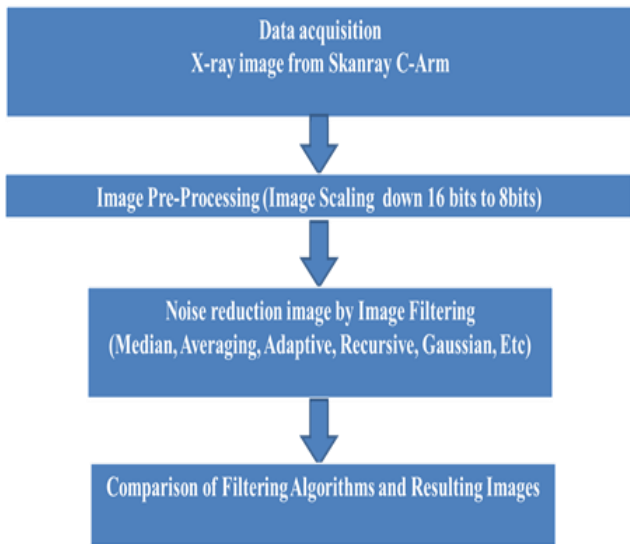 Data acquisition
X-ray image from Skanray C-Arm
Image Pre-Processing (Image Scaling down 16 bits to 8bits)
Noise reduction image by Image Filtering
(Median, Averaging, Adaptive, Recursive, Gaussian, Etc)
Comparison of Filtering Algorithms and Resulting Images